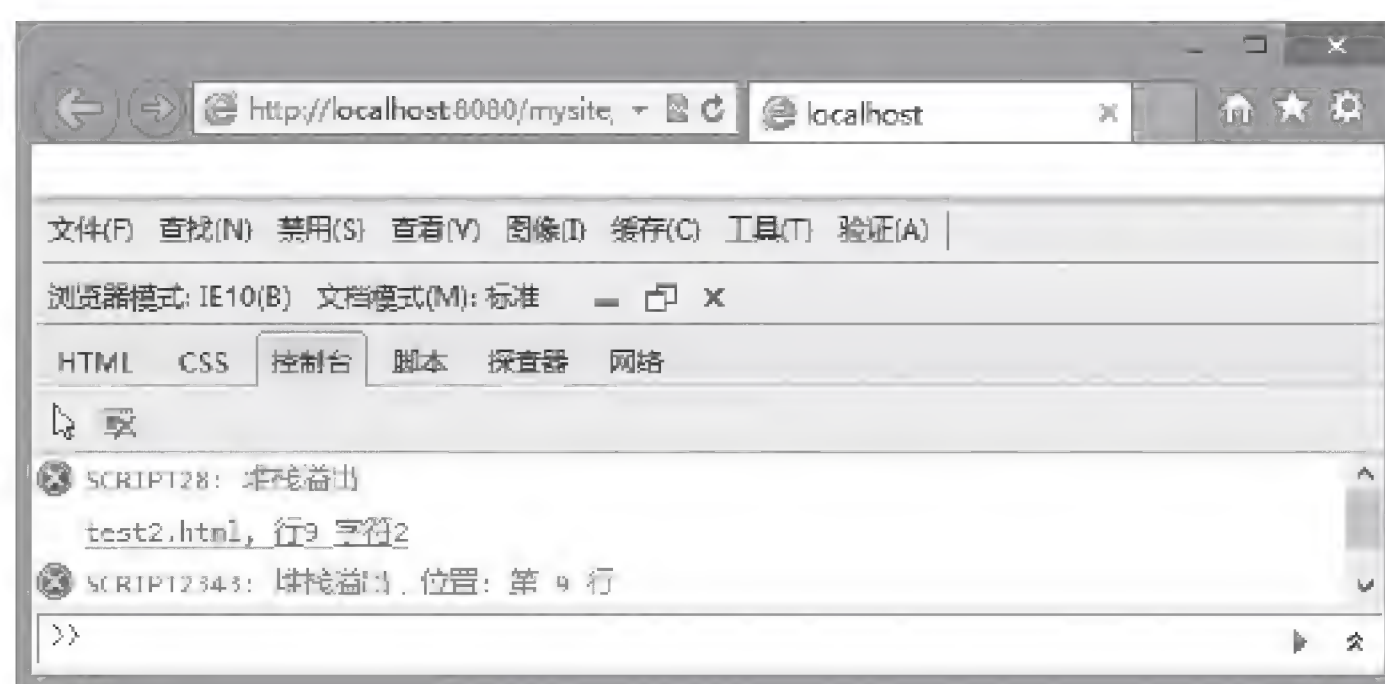 http://localhost:8080/mysite, localhost
文件(F) 查找(N) 禁用(S) 查看(V) 图像(I) 缓存(C) 工具(T) 验证(A)
浏览器模式: IE10(B) 文档模式(M): 标准
HTML CSS 控制台 脚本 探查器 网络
SCRIPT28: 堆栈溢出
test2.html, 行9 字符2
SCRIPT2343: 堆栈溢出，位置: 第 9 行
>>